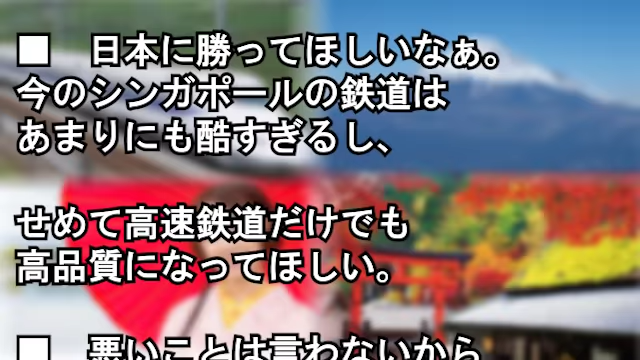 ■　日本に勝ってほしいなぁ。
今のシンガポールの鉄道は
あまりにも酷すぎるし、
せめて高速鉄道だけでも
高品質になってほしい。
■　悪いことは言わないから